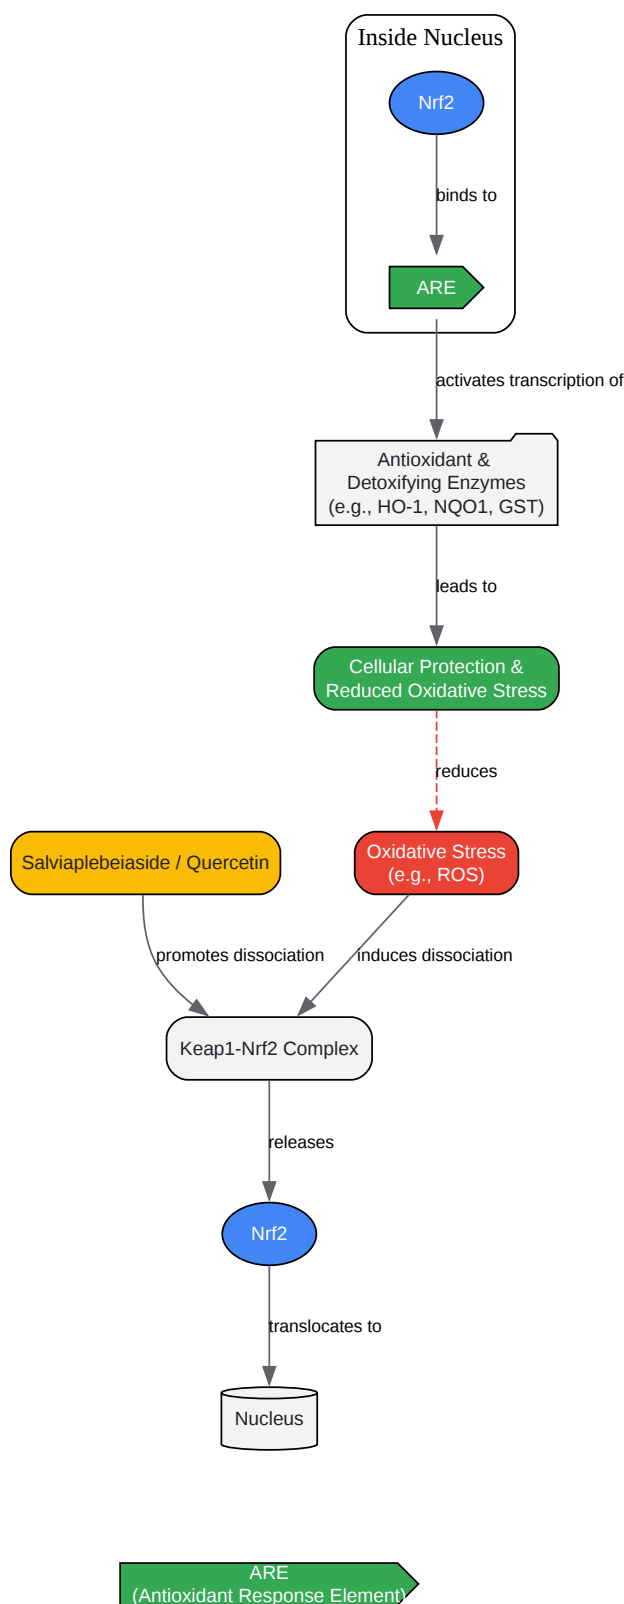 Inside Nucleus
Nrf2
binds to
ARE
activates transcription of
Antioxidant &
Detoxifying Enzymes
(e.g., HO-1, NQO1, GST)
leads to
Cellular Protection &
Reduced Oxidative Stress
reduces
Salviaplebeiaside / Quercetin
Oxidative Stress
(e.g., ROS)
promotes dissociation
induces dissociation
Keap1-Nrf2 Complex
releases
Nrf2
translocates to
Nucleus
ARE
(Antioxidant Response Element)